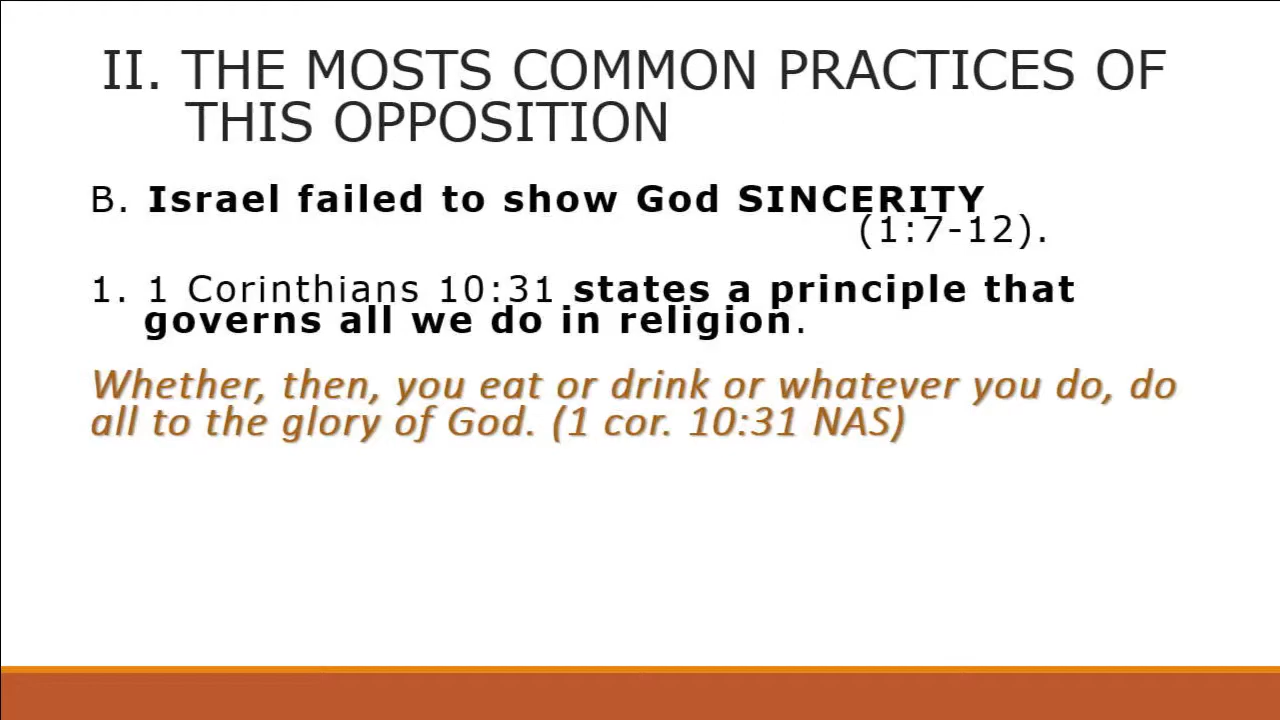 II. THE MOSTS COMMON PRACTICES OF
THIS OPPOSITION
B. Israel failed to show God SINCERITY
(1:7-12).
1. 1 Corinthians 10:31 states a principle that
governs all we do in religion.
Whether, then, you eat or drink or whatever you do, do
all to the glory of God. (1 cor. 10:31 NAS)